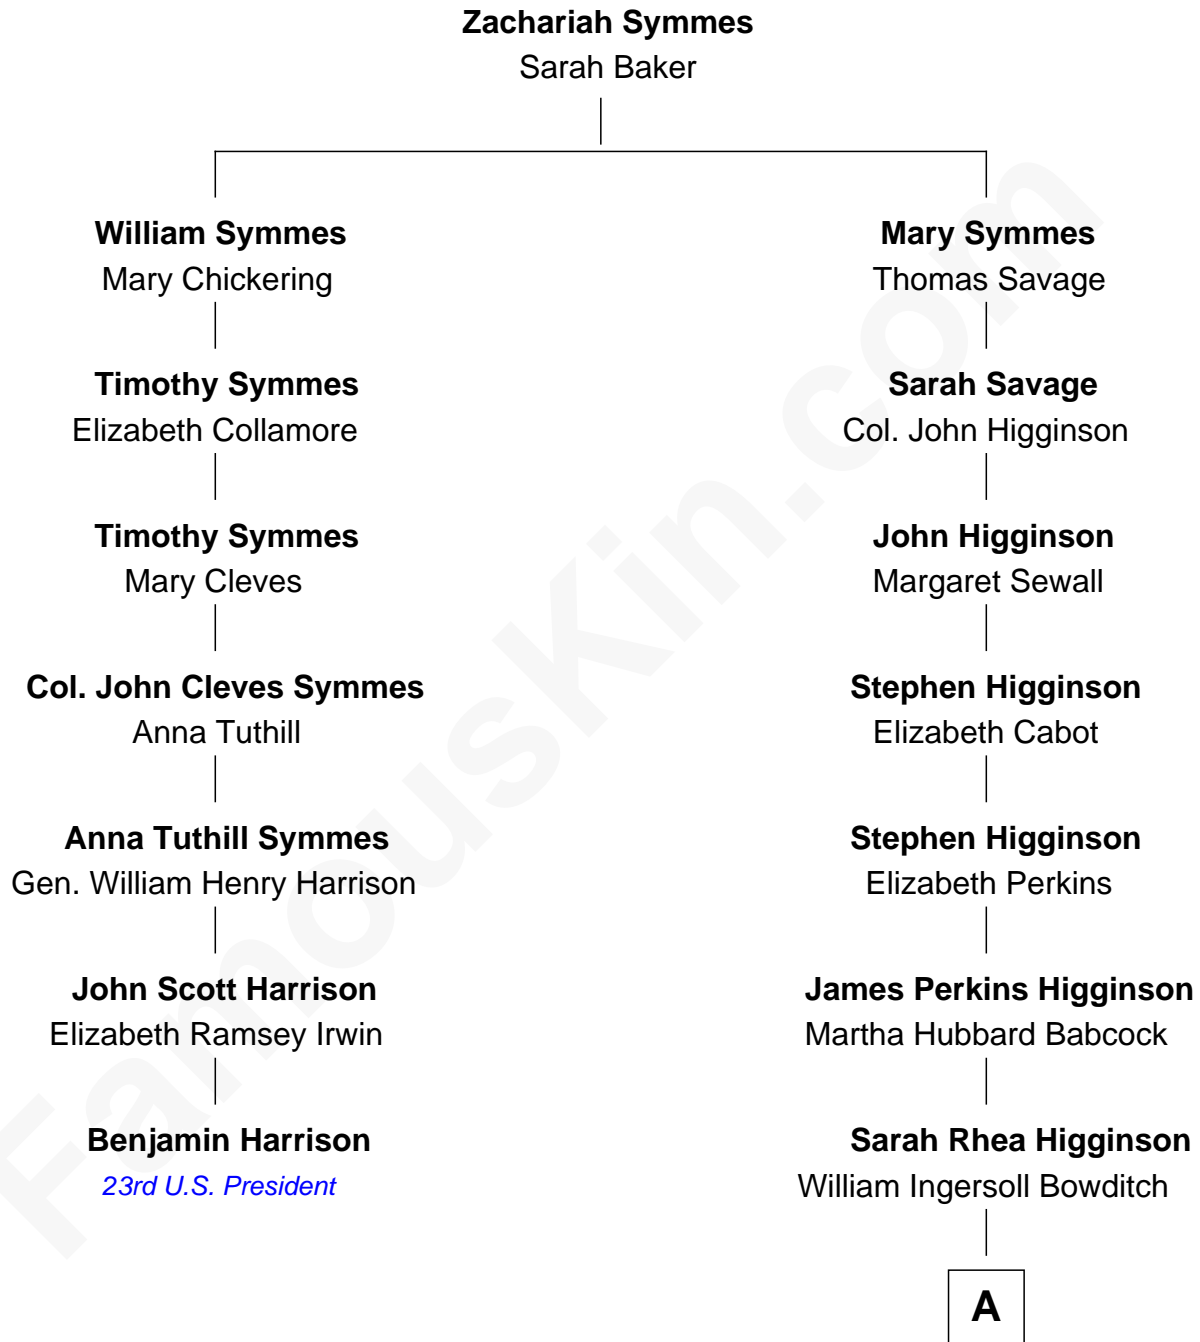 Zachariah Symmes
Sarah Baker
William Symmes
Mary Chickering
Timothy Symmes
Elizabeth Collamore
Timothy Symmes
Mary Cleves
Col. John Cleves Symmes
Anna Tuthill
Anna Tuthill Symmes
Gen. William Henry Harrison
John Scott Harrison
Elizabeth Ramsey Irwin
Benjamin Harrison
23rd U.S. President
Mary Symmes
Thomas Savage
Sarah Savage
Col. John Higginson
John Higginson
Margaret Sewall
Stephen Higginson
Elizabeth Cabot
Stephen Higginson
Elizabeth Perkins
James Perkins Higginson
Martha Hubbard Babcock
Sarah Rhea Higginson
William Ingersoll Bowditch
A
FamousKin.com